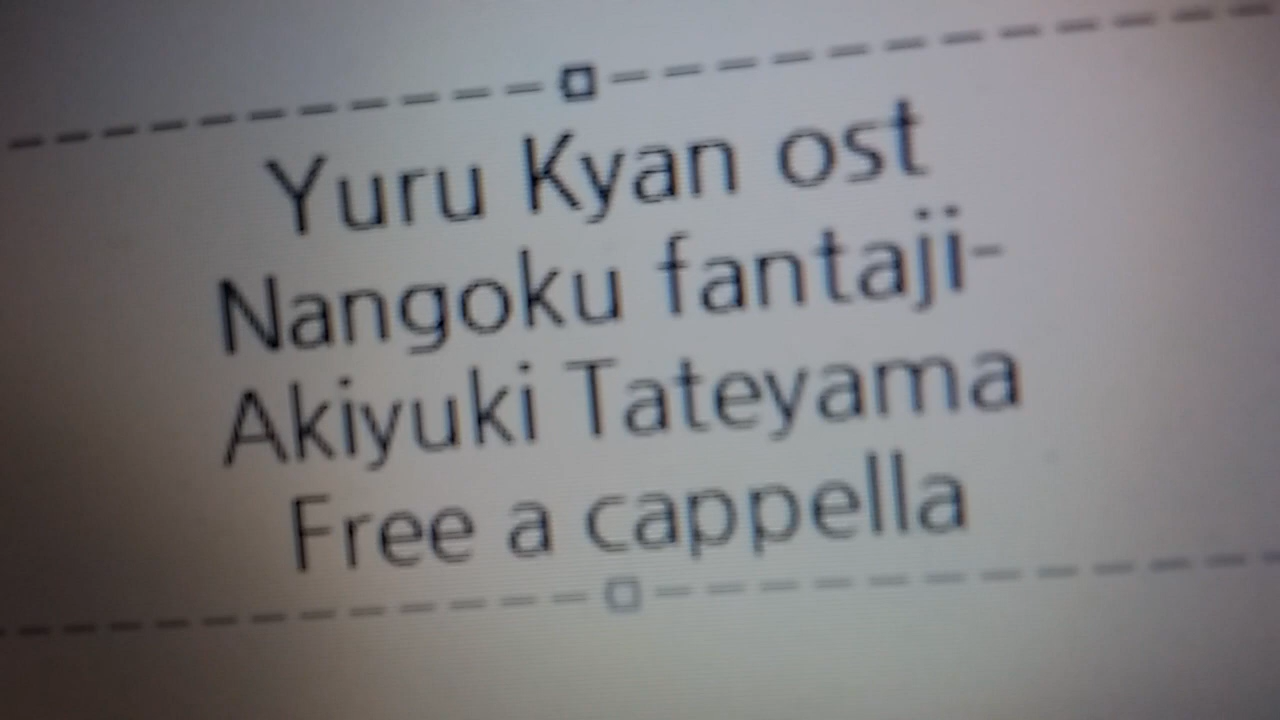 Yuru Kyan ost
Nangoku fantaji-
Akiyuki Tateyama
Free a cappella